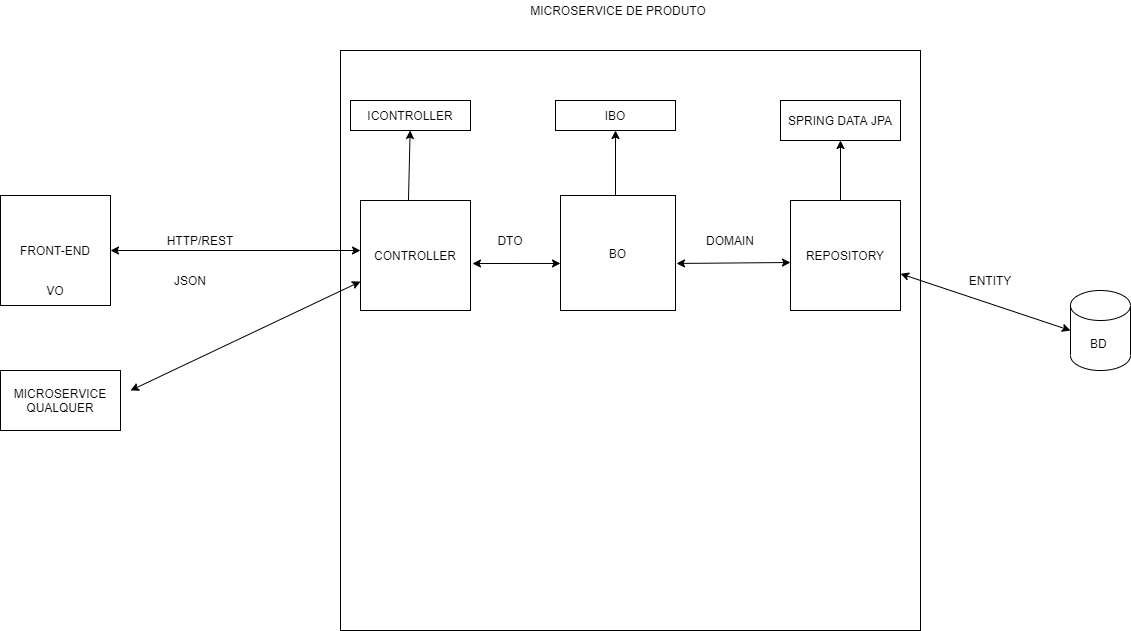 MICROSERVICE DE PRODUTO
ICONTROLLER
IBO
SPRING DATA JPA
FRONT-END
VO
HTTP/REST
JSON
CONTROLLER
DTO
BO
DOMAIN
REPOSITORY
ENTITY
BD
MICROSERVICE
QUALQUER